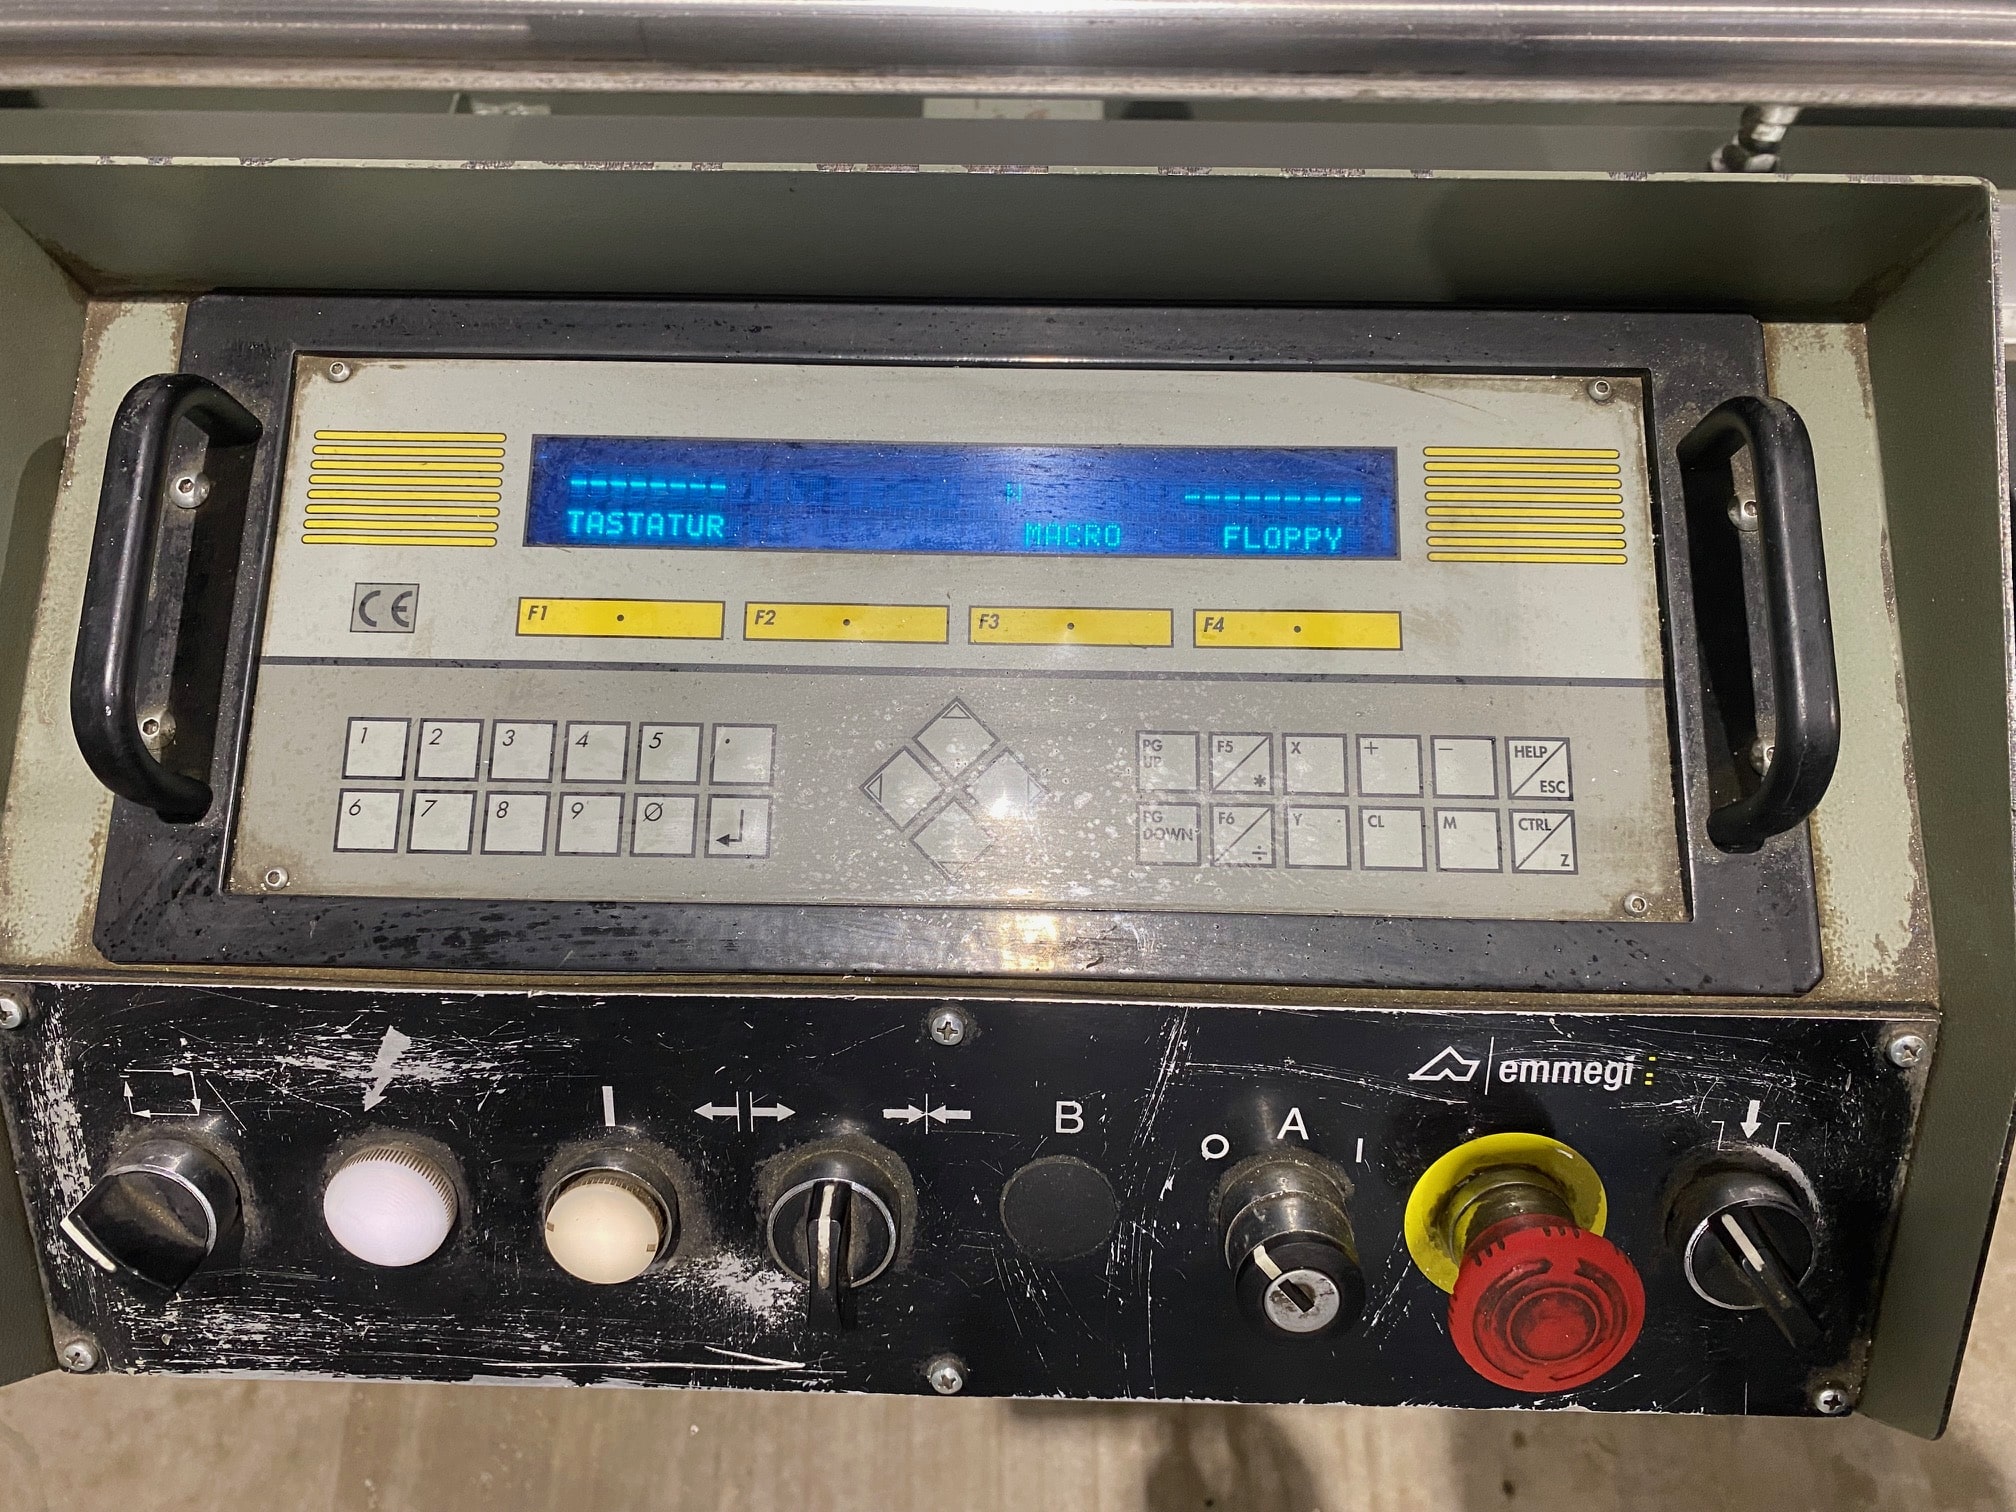 TASTATUR MACRO FLOPPY
CE
F1 F2 F3 F4
1 2 3 4 5 .
PG UP F5 * X + - HELP ESC
6 7 8 9 Ø
PG DOWN F6 ÷ Y CL M CTRL Z
emmegi
B
O A I